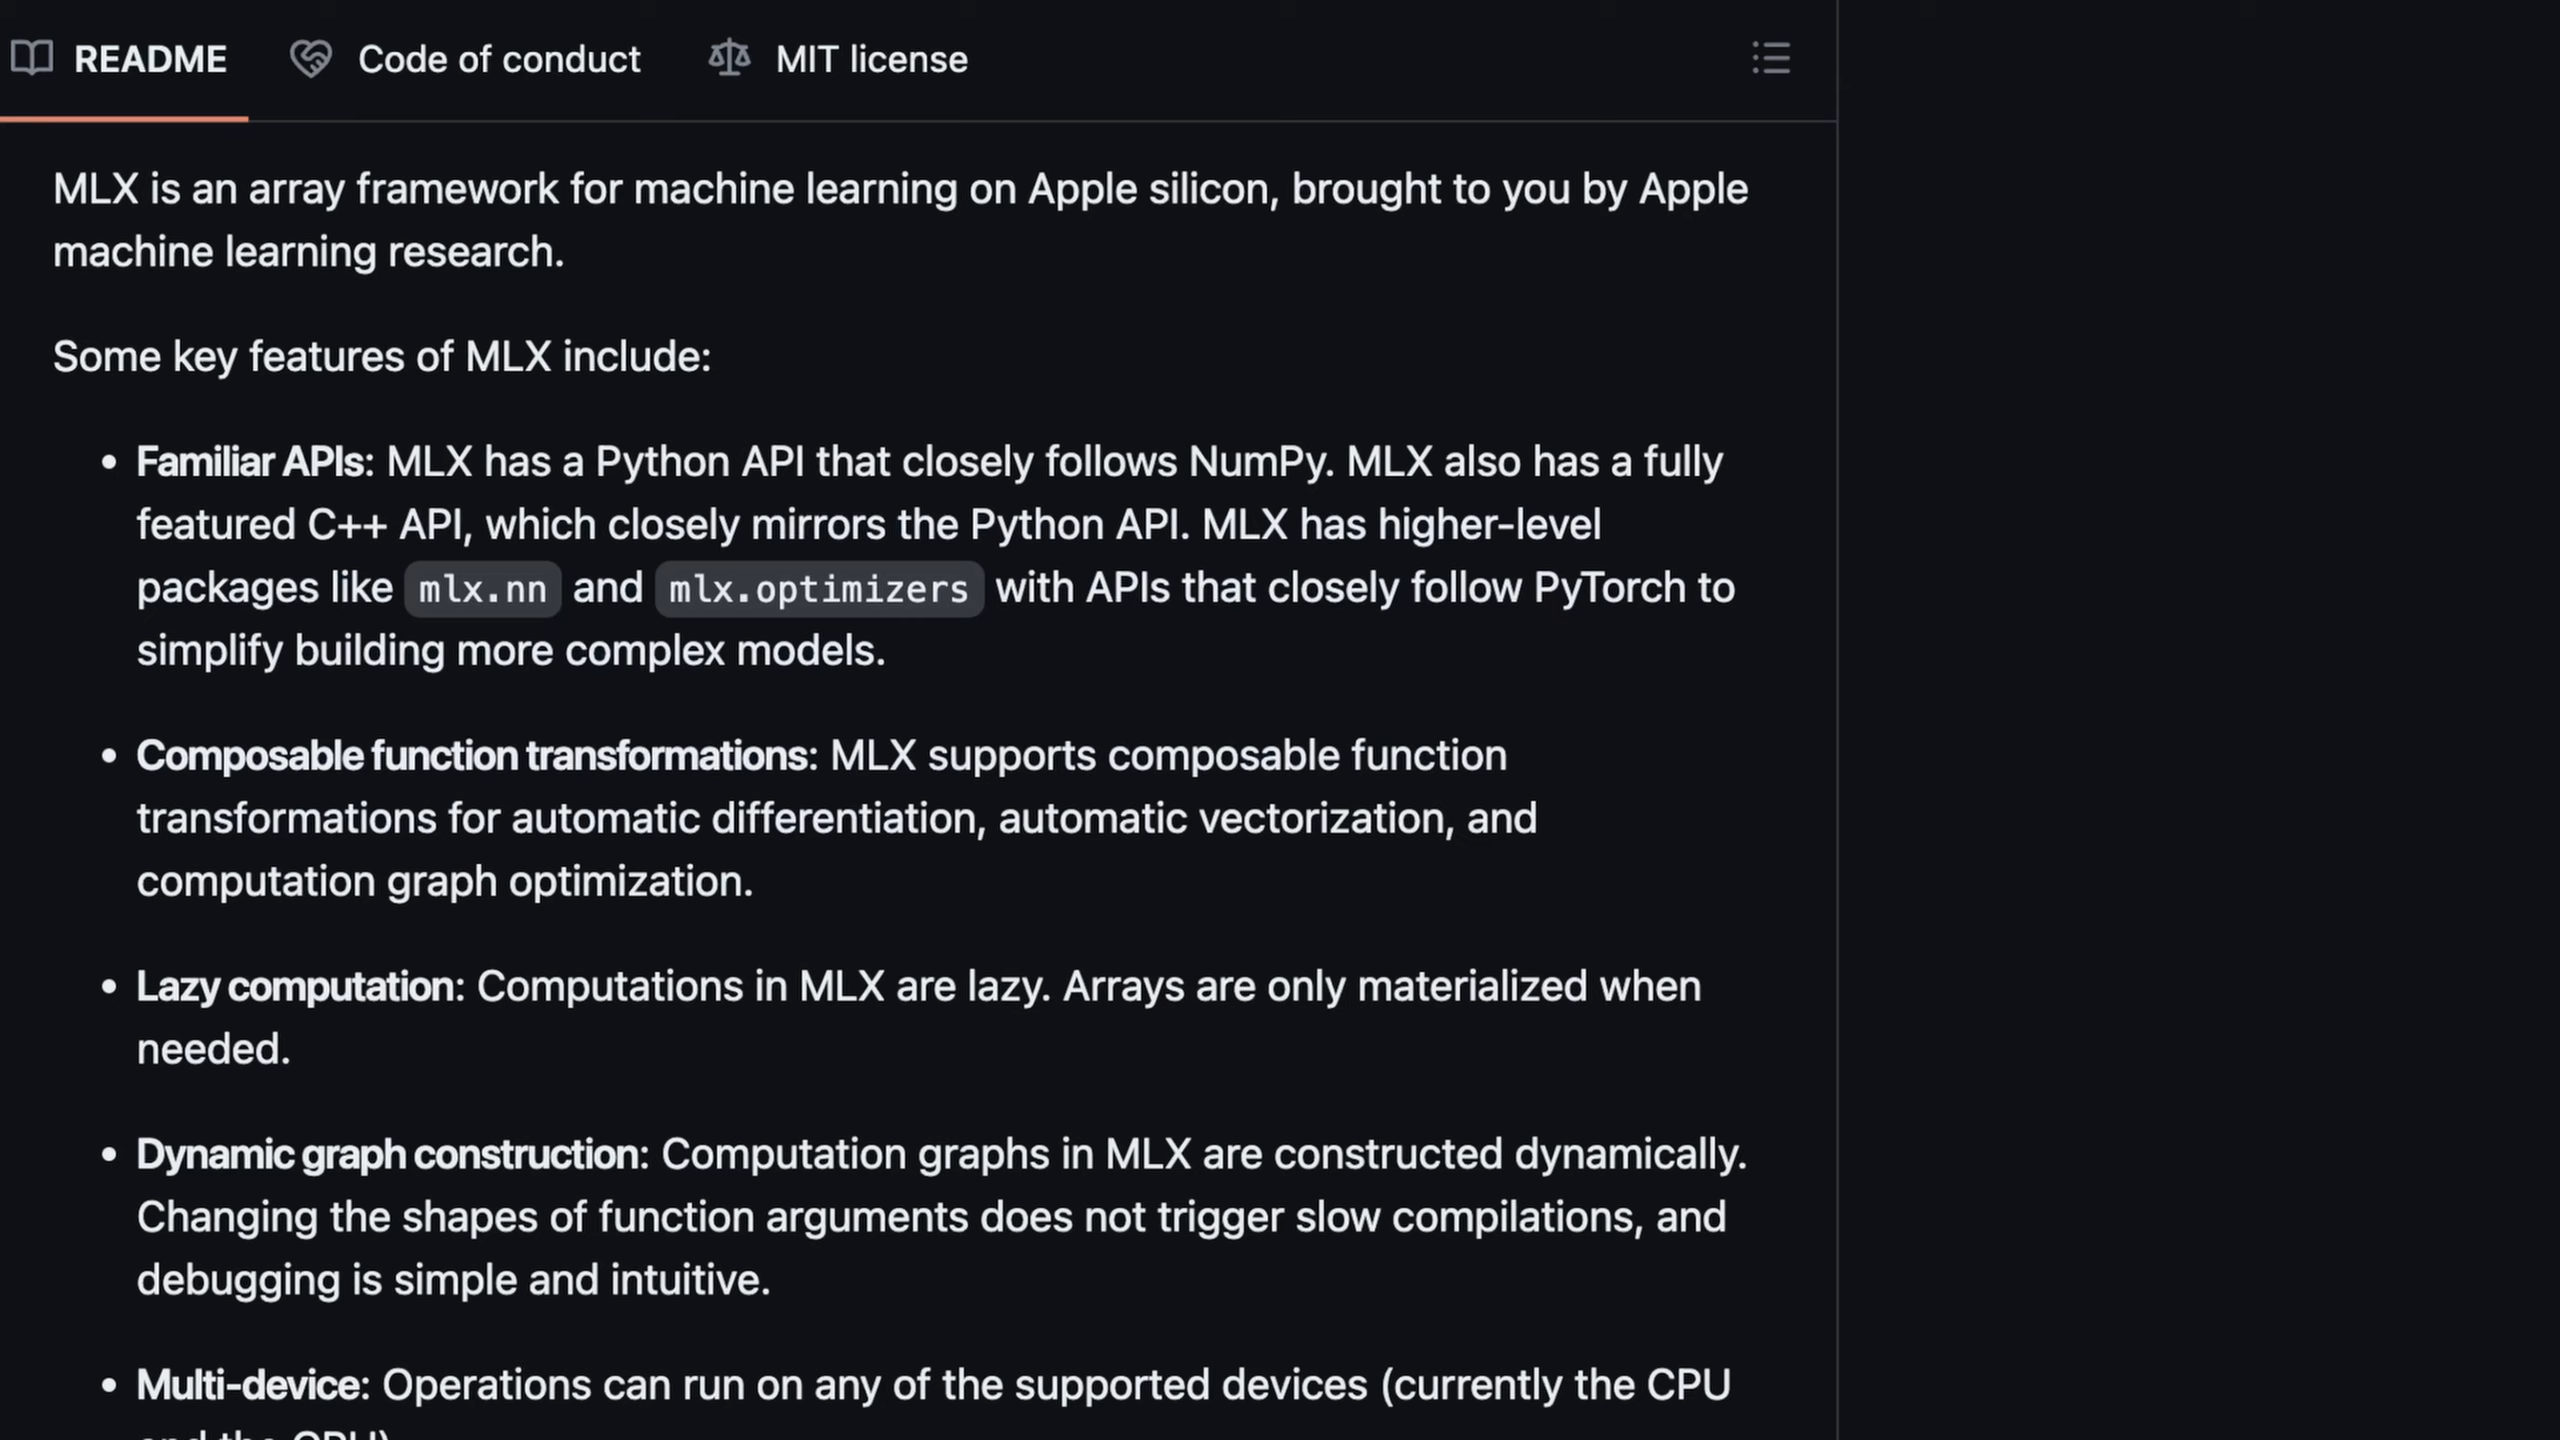 README
Code of conduct
MIT license
MLX is an array framework for machine learning on Apple silicon, brought to you by Apple
machine learning research.
Some key features of MLX include:
• Familiar APIs: MLX has a Python API that closely follows NumPy. MLX also has a fully
featured C++ API, which closely mirrors the Python API. MLX has higher-level
packages like mlx.nn and mlx.optimizers with APIs that closely follow PyTorch to
simplify building more complex models.
• Composable function transformations: MLX supports composable function
transformations for automatic differentiation, automatic vectorization, and
computation graph optimization.
• Lazy computation: Computations in MLX are lazy. Arrays are only materialized when
needed.
• Dynamic graph construction: Computation graphs in MLX are constructed dynamically.
Changing the shapes of function arguments does not trigger slow compilations, and
debugging is simple and intuitive.
• Multi-device: Operations can run on any of the supported devices (currently the CPU
and the